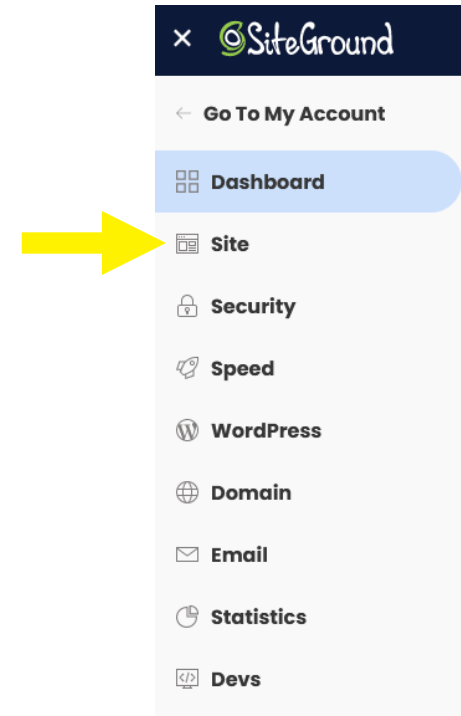 × SiteGround
← Go To My Account
Dashboard
Site
Security
Speed
WordPress
Domain
Email
Statistics
Devs